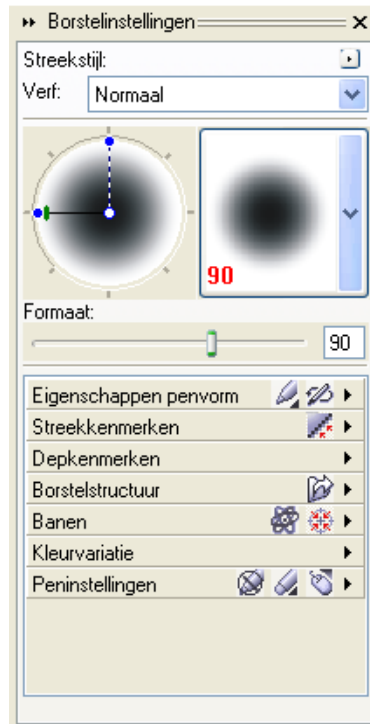 Borstelinstellingen
Streekstijl:
Verf: Normaal
90
Formaat:
90
Eigenschappen penvorm
Streekkenmerken
Depkenmerken
Borstelstructuur
Banen
Kleurvariatie
Peninstellingen